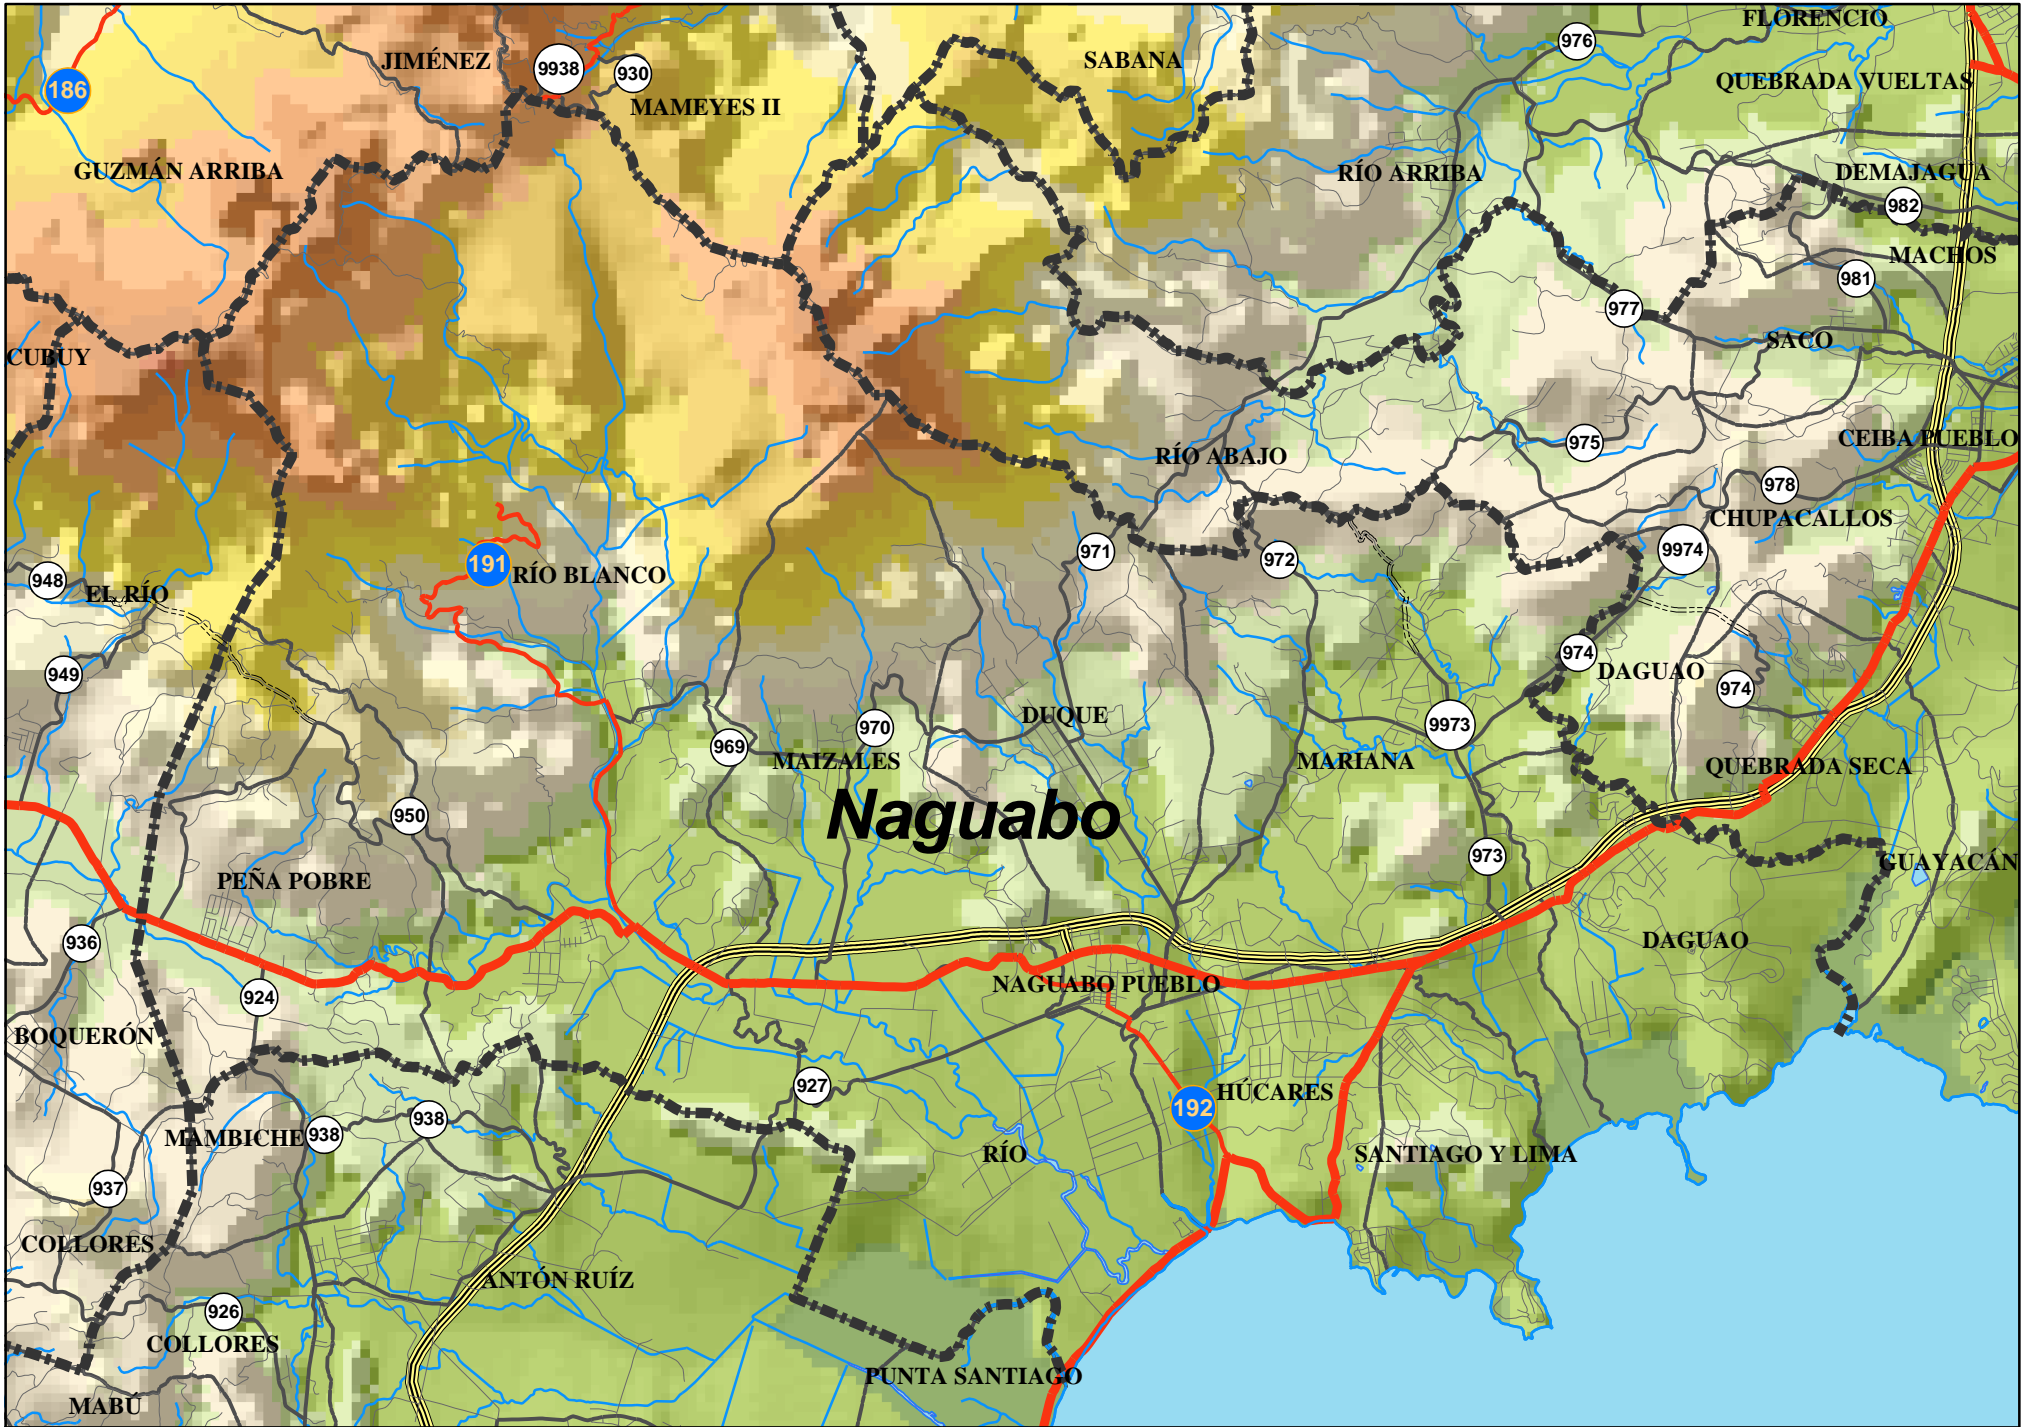 FLORENCIO
976
JIMÉNEZ
SABANA
9938
930
186
QUEBRADA VUELTAS
MAMEYES II
GUZMÁN ARRIBA
RÍO ARRIBA
DEMAJAGUA
982
MACHOS
981
977
SACO
CUBUY
CEIBA PUEBLO
975
RÍO ABAJO
978
CHUPACALLOS
9974
971
972
191
RÍO BLANCO
948
EL RÍO
974
DAGUAO
949
974
DUQUE
970
9973
969
MAIZALES
MARIANA
QUEBRADA SECA
Naguabo
950
973
GUAYACÁN
PEÑA POBRE
936
DAGUAO
NAGUABO PUEBLO
924
BOQUERÓN
927
HÚCARES
192
938
938
MAMBICHE
RÍO
SANTIAGO Y LIMA
937
COLLORES
ANTÓN RUÍZ
926
COLLORES
PUNTA SANTIAGO
MABÚ